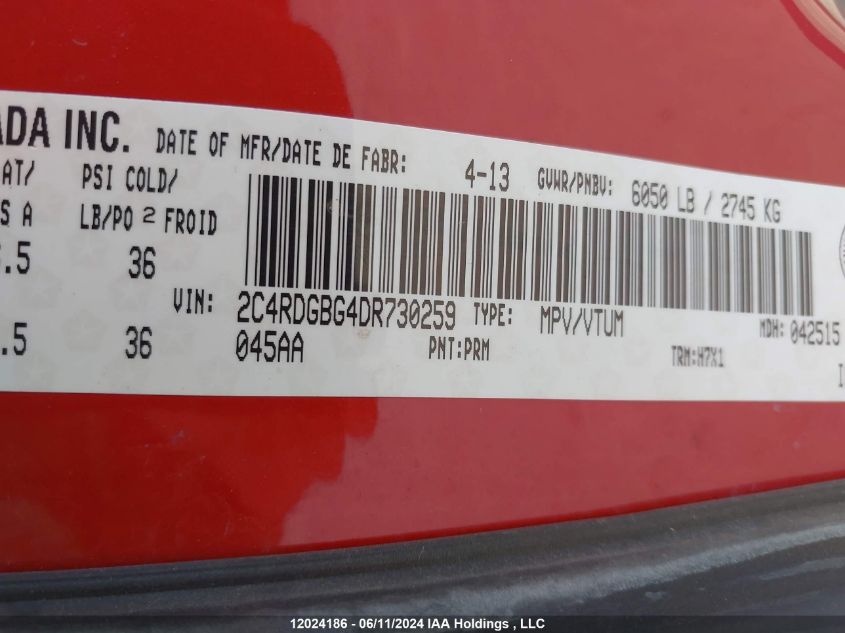 ADA INC. DATE OF MFR/DATE DE FABR: 4-13 GVWR/PNBV: 6050 LB / 2745 KG
AT/ PSI COLD/
S A LB/PO 2 FROID
.5 36
VIN: 2C4RDGBG4DR730259 TYPE: MPV/VTUM MDH: 042515
.5 36 045AA PNT:PRM TRM:H7X1
12024186 - 06/11/2024 IAA Holdings , LLC